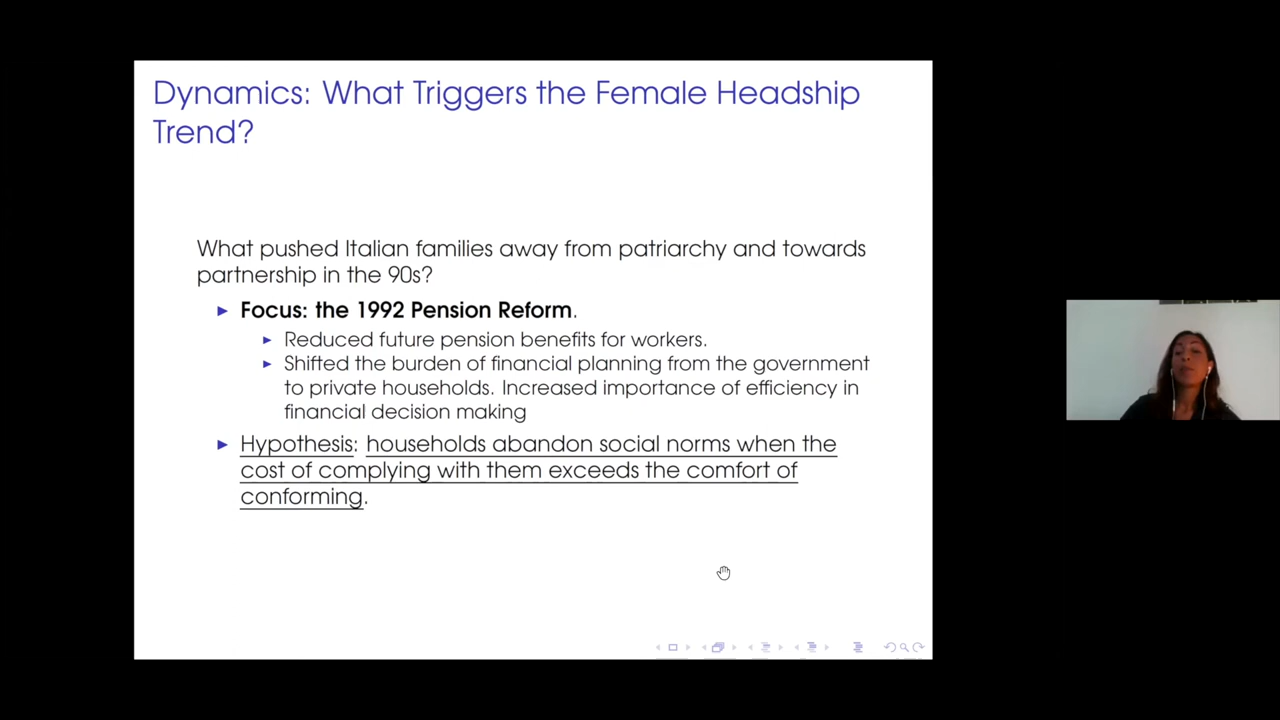 Dynamics: What Triggers the Female Headship
Trend?
What pushed Italian families away from patriarchy and towards
partnership in the 90s?
Focus: the 1992 Pension Reform.
Reduced future pension benefits for workers.
Shifted the burden of financial planning from the government
to private households. Increased importance of efficiency in
financial decision making
Hypothesis: households abandon social norms when the
cost of complying with them exceeds the comfort of
conforming.